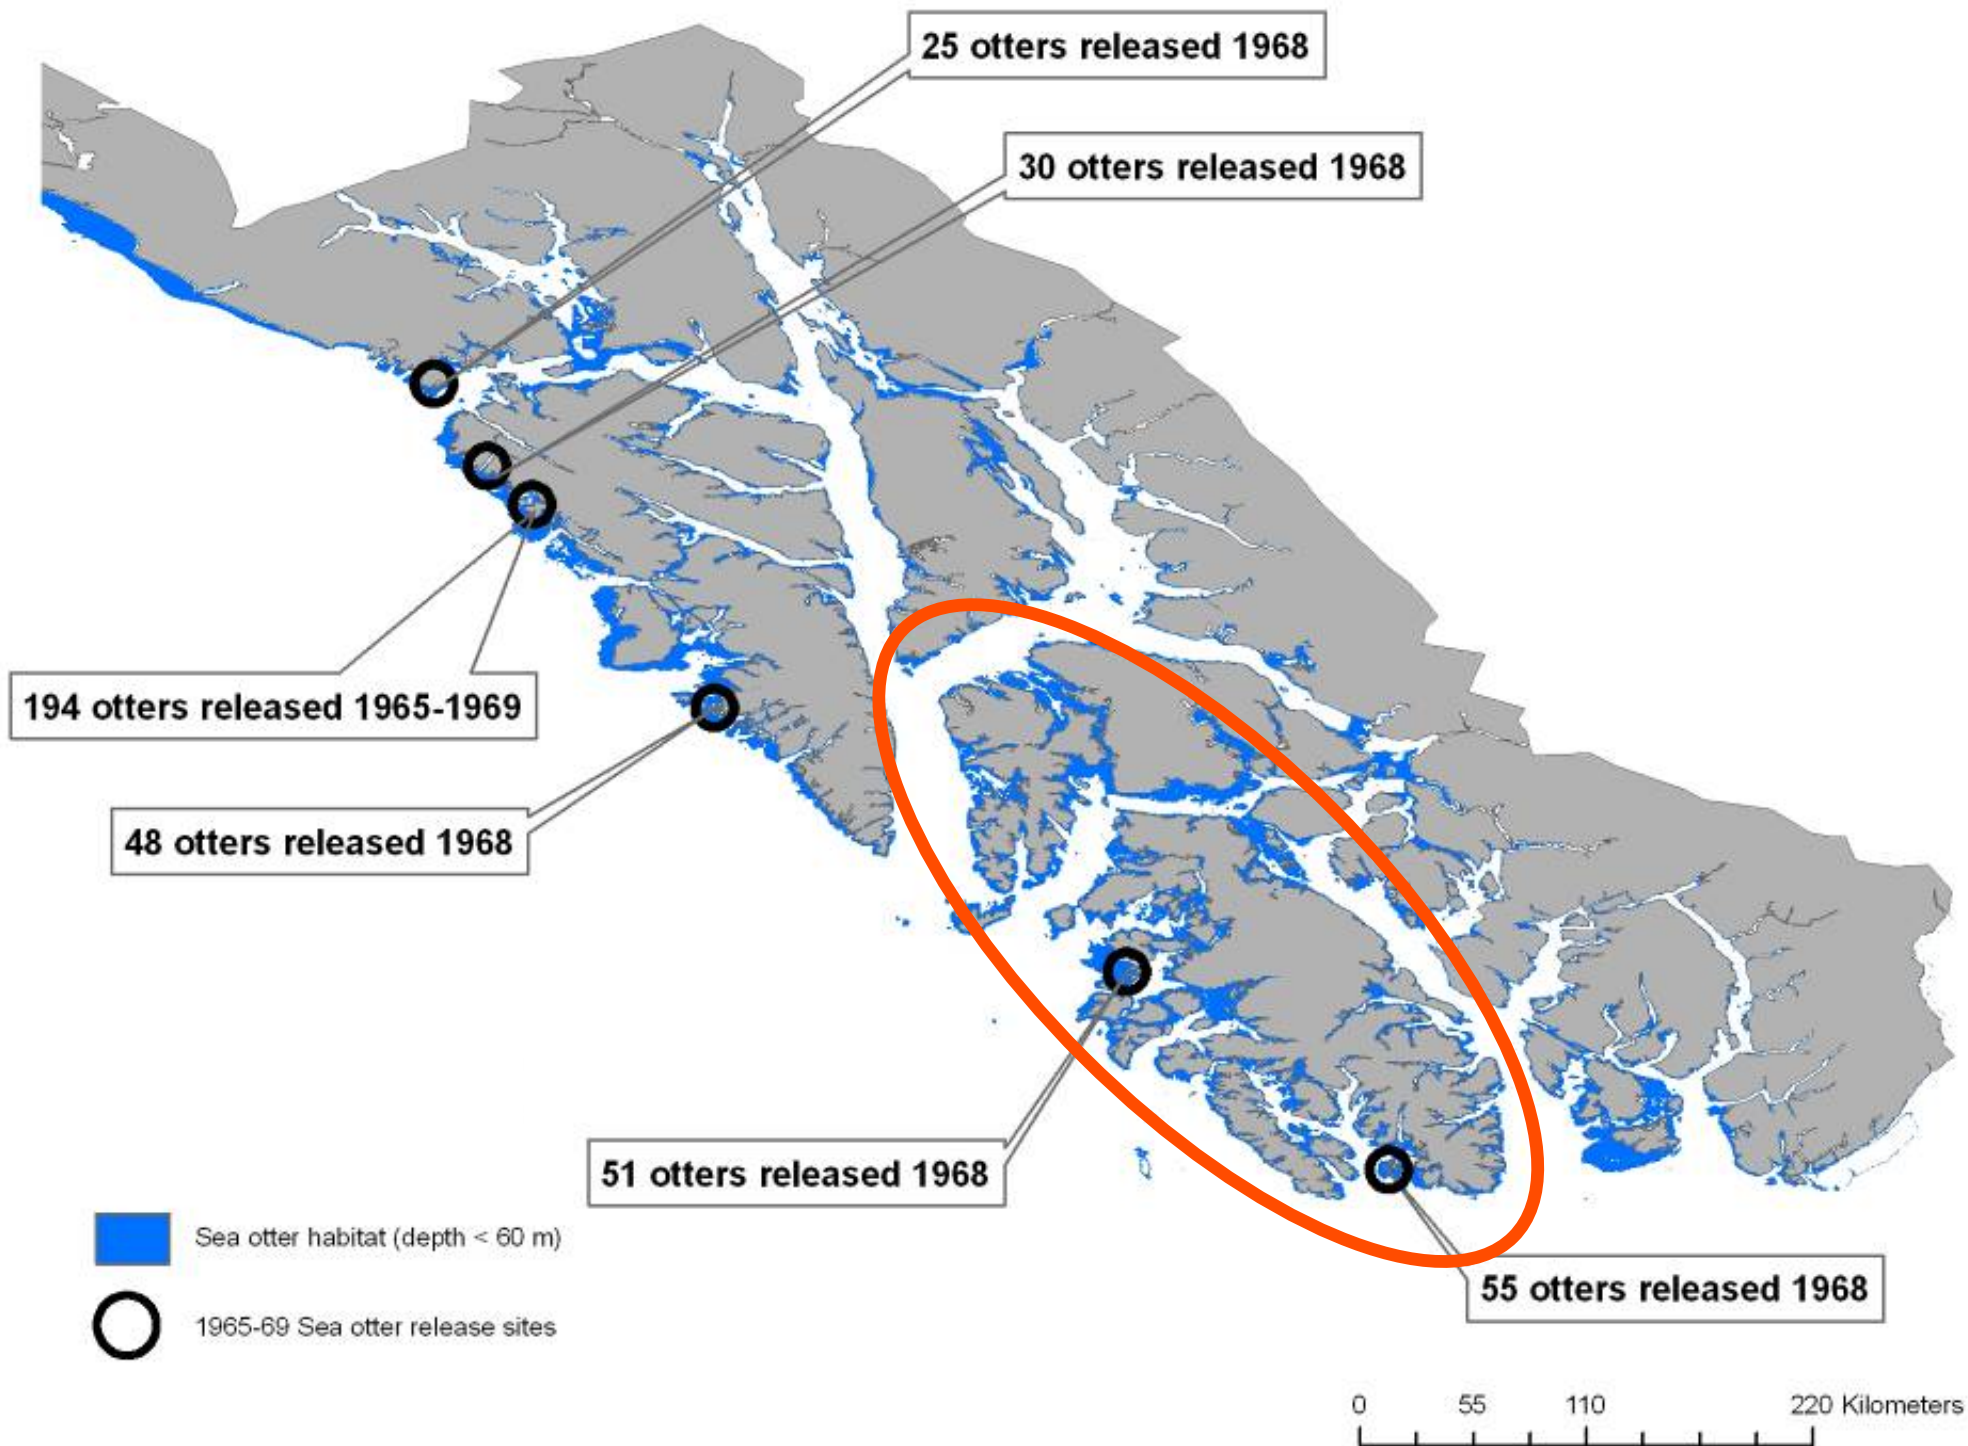 25 otters released 1968
30 otters released 1968
194 otters released 1965-1969
48 otters released 1968
51 otters released 1968
55 otters released 1968
Sea otter habitat (depth < 60 m)
1965-69 Sea otter release sites
0 55 110 220 Kilometers